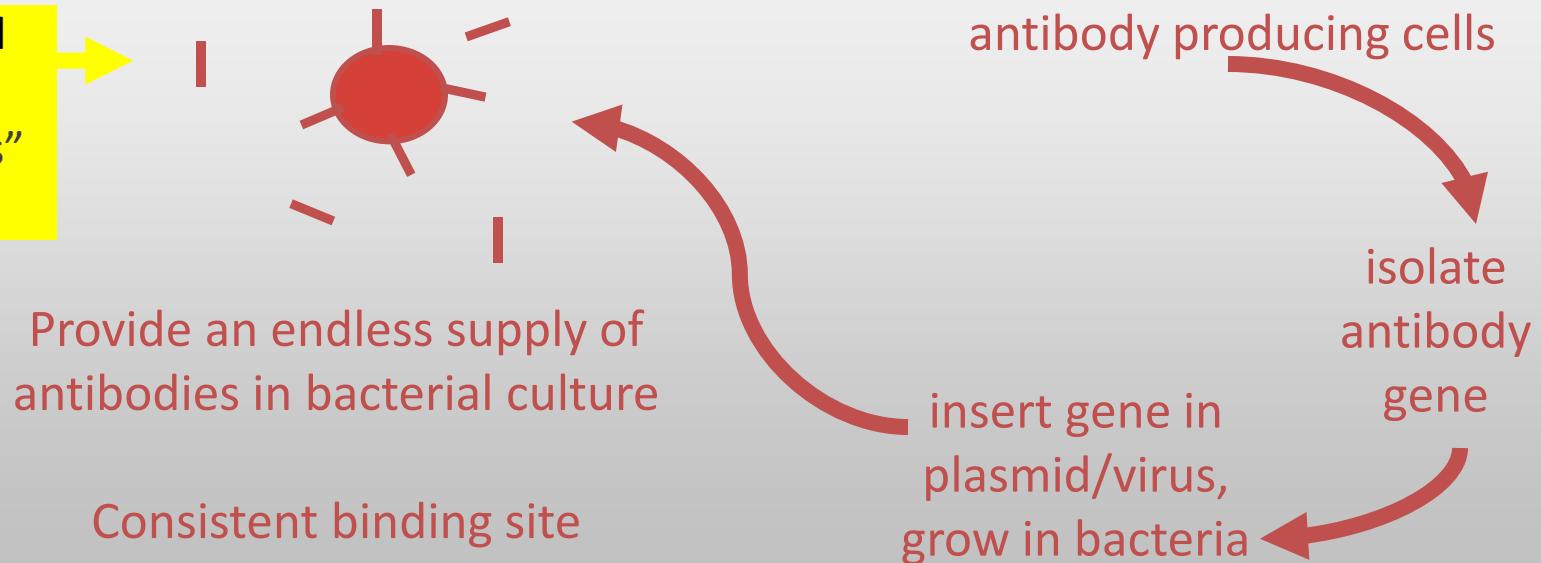 antibody producing cells
isolate
antibody
gene
insert gene in
plasmid/virus,
grow in bacteria
Provide an endless supply of
antibodies in bacterial culture
Consistent binding site